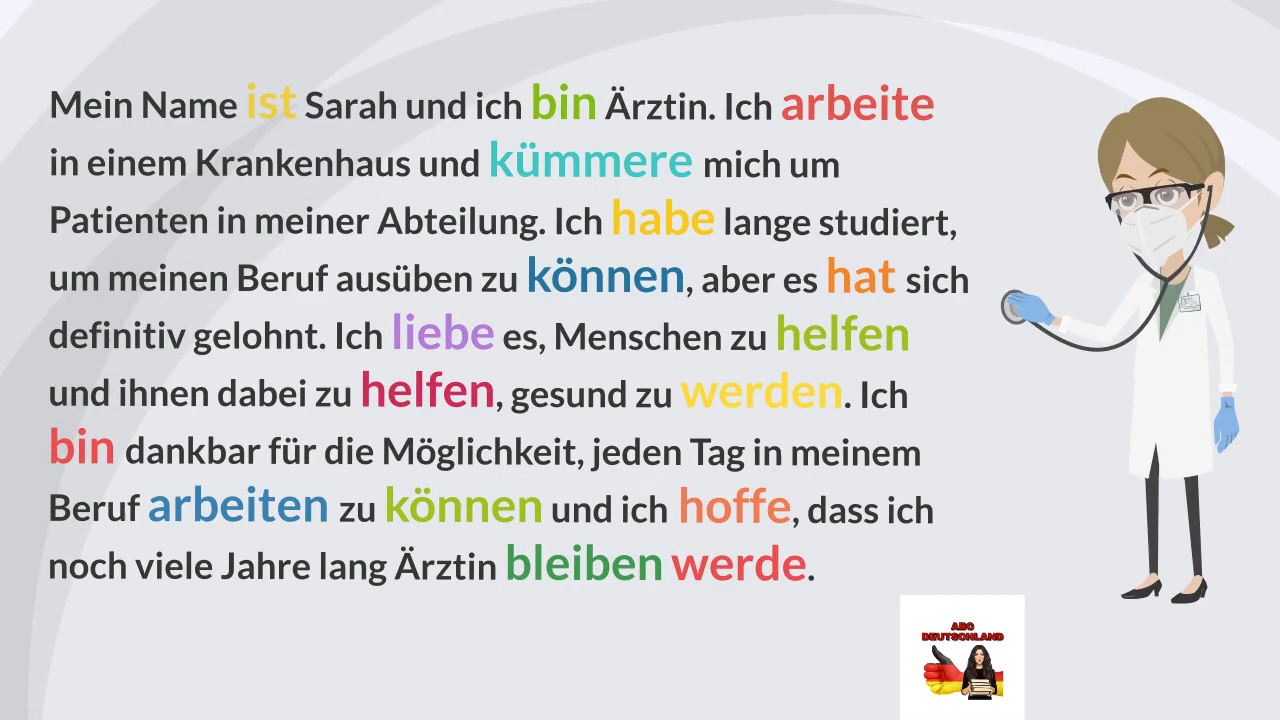 Mein Name ist Sarah und ich bin Ärztin. Ich arbeite
in einem Krankenhaus und kümmere mich um
Patienten in meiner Abteilung. Ich habe lange studiert,
um meinen Beruf ausüben zu können, aber es hat sich
definitiv gelohnt. Ich liebe es, Menschen zu helfen
und ihnen dabei zu helfen, gesund zu werden. Ich
bin dankbar für die Möglichkeit, jeden Tag in meinem
Beruf arbeiten zu können und ich hoffe, dass ich
noch viele Jahre lang Ärztin bleiben werde.
ABC
DEUTSCHLAND